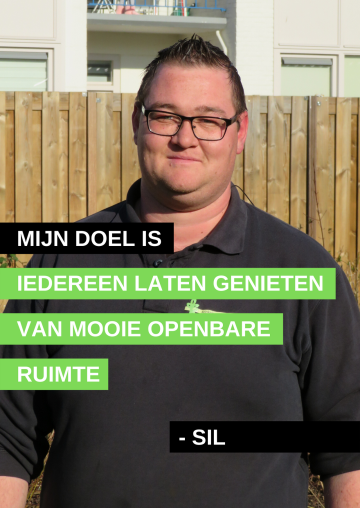 MIJN DOEL IS
IEDEREEN LATEN GENIETEN
VAN MOOIE OPENBARE
RUIMTE
- SIL